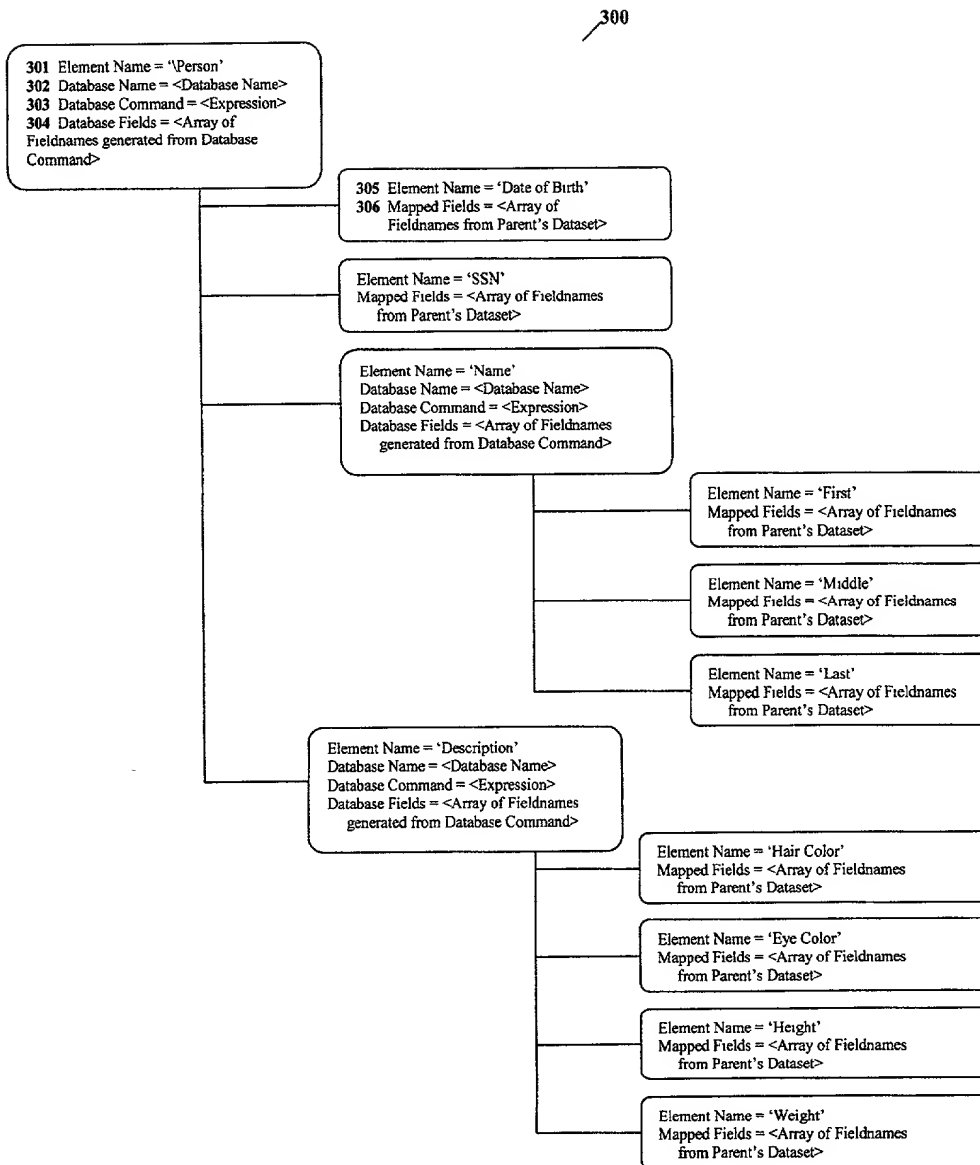 300
301 Element Name = '\Person'
302 Database Name = <Database Name>
303 Database Command = <Expression>
304 Database Fields = <Array of
Fieldnames generated from Database
Command>
305 Element Name = 'Date of Birth'
306 Mapped Fields = <Array of
Fieldnames from Parent's Dataset>
Element Name = 'SSN'
Mapped Fields = <Array of Fieldnames
from Parent's Dataset>
Element Name = 'Name'
Database Name = <Database Name>
Database Command = <Expression>
Database Fields = <Array of Fieldnames
generated from Database Command>
Element Name = 'First'
Mapped Fields = <Array of Fieldnames
from Parent's Dataset>
Element Name = 'Middle'
Mapped Fields = <Array of Fieldnames
from Parent's Dataset>
Element Name = 'Last'
Mapped Fields = <Array of Fieldnames
from Parent's Dataset>
Element Name = 'Description'
Database Name = <Database Name>
Database Command = <Expression>
Database Fields = <Array of Fieldnames
generated from Database Command>
Element Name = 'Hair Color'
Mapped Fields = <Array of Fieldnames
from Parent's Dataset>
Element Name = 'Eye Color'
Mapped Fields = <Array of Fieldnames
from Parent's Dataset>
Element Name = 'Height'
Mapped Fields = <Array of Fieldnames
from Parent's Dataset>
Element Name = 'Weight'
Mapped Fields = <Array of Fieldnames
from Parent's Dataset>